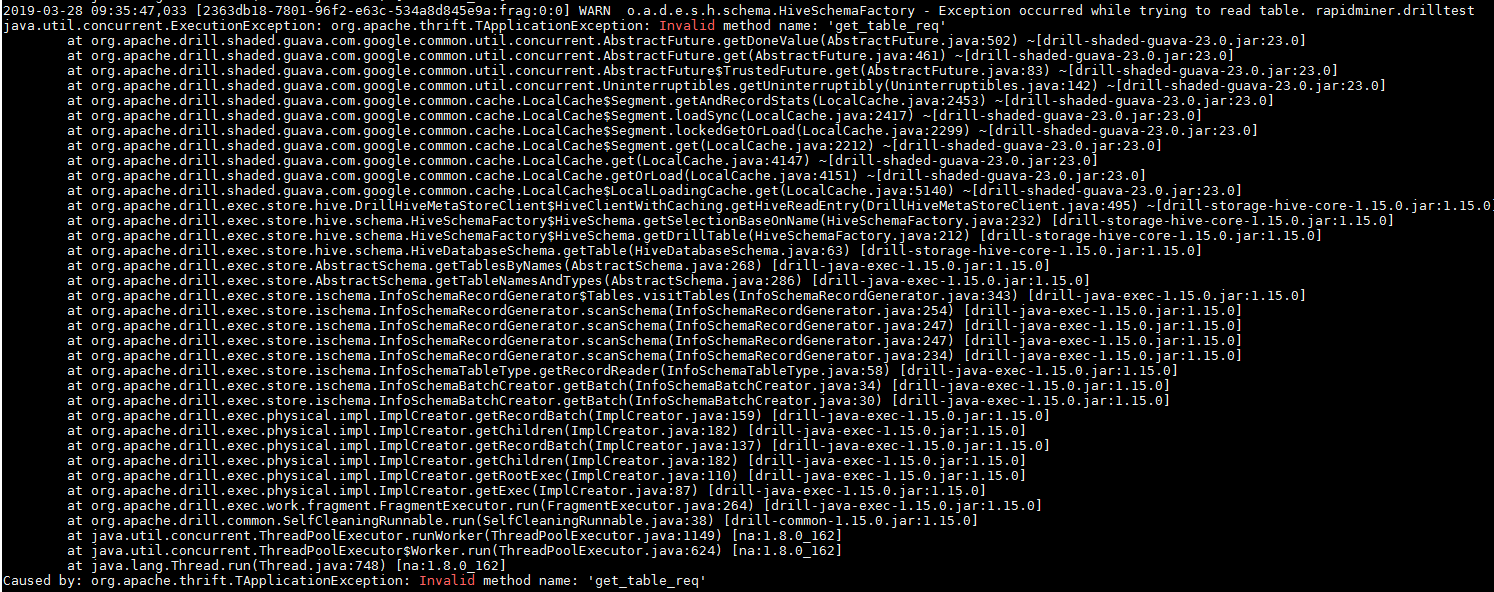 2019-03-28 09:35:47,033 [2363db18-7801-96f2-e63c-534a8d845e9a:frag:0:0] WARN  o.a.d.e.s.h.schema.HiveSchemaFactory - Exception occurred while trying to read table. rapidminer.drilltest
java.util.concurrent.ExecutionException: org.apache.thrift.TApplicationException: Invalid method name: 'get_table_req'
        at org.apache.drill.shaded.guava.com.google.common.util.concurrent.AbstractFuture.getDoneValue(AbstractFuture.java:502) ~[drill-shaded-guava-23.0.jar:23.0]
        at org.apache.drill.shaded.guava.com.google.common.util.concurrent.AbstractFuture.get(AbstractFuture.java:461) ~[drill-shaded-guava-23.0.jar:23.0]
        at org.apache.drill.shaded.guava.com.google.common.util.concurrent.AbstractFuture$TrustedFuture.get(AbstractFuture.java:83) ~[drill-shaded-guava-23.0.jar:23.0]
        at org.apache.drill.shaded.guava.com.google.common.util.concurrent.Uninterruptibles.getUninterruptibly(Uninterruptibles.java:142) ~[drill-shaded-guava-23.0.jar:23.0]
        at org.apache.drill.shaded.guava.com.google.common.cache.LocalCache$Segment.getAndRecordStats(LocalCache.java:2453) ~[drill-shaded-guava-23.0.jar:23.0]
        at org.apache.drill.shaded.guava.com.google.common.cache.LocalCache$Segment.loadSync(LocalCache.java:2417) ~[drill-shaded-guava-23.0.jar:23.0]
        at org.apache.drill.shaded.guava.com.google.common.cache.LocalCache$Segment.lockedGetOrLoad(LocalCache.java:2299) ~[drill-shaded-guava-23.0.jar:23.0]
        at org.apache.drill.shaded.guava.com.google.common.cache.LocalCache$Segment.get(LocalCache.java:2212) ~[drill-shaded-guava-23.0.jar:23.0]
        at org.apache.drill.shaded.guava.com.google.common.cache.LocalCache.get(LocalCache.java:4147) ~[drill-shaded-guava-23.0.jar:23.0]
        at org.apache.drill.shaded.guava.com.google.common.cache.LocalCache.getOrLoad(LocalCache.java:4151) ~[drill-shaded-guava-23.0.jar:23.0]
        at org.apache.drill.shaded.guava.com.google.common.cache.LocalCache$LocalLoadingCache.get(LocalCache.java:5140) ~[drill-shaded-guava-23.0.jar:23.0]
        at org.apache.drill.exec.store.hive.DrillHiveMetaStoreClient$HiveClientWithCaching.getHiveReadEntry(DrillHiveMetaStoreClient.java:495) ~[drill-storage-hive-core-1.15.0.jar:1.15.0]
        at org.apache.drill.exec.store.hive.schema.HiveSchemaFactory$HiveSchema.getSelectionBaseOnName(HiveSchemaFactory.java:232) [drill-storage-hive-core-1.15.0.jar:1.15.0]
        at org.apache.drill.exec.store.hive.schema.HiveSchemaFactory$HiveSchema.getDrillTable(HiveSchemaFactory.java:212) [drill-storage-hive-core-1.15.0.jar:1.15.0]
        at org.apache.drill.exec.store.hive.schema.HiveDatabaseSchema.getTable(HiveDatabaseSchema.java:63) [drill-storage-hive-core-1.15.0.jar:1.15.0]
        at org.apache.drill.exec.store.AbstractSchema.getTablesByNames(AbstractSchema.java:268) [drill-java-exec-1.15.0.jar:1.15.0]
        at org.apache.drill.exec.store.AbstractSchema.getTableNamesAndTypes(AbstractSchema.java:286) [drill-java-exec-1.15.0.jar:1.15.0]
        at org.apache.drill.exec.store.ischema.InfoSchemaRecordGenerator$Tables.visitTables(InfoSchemaRecordGenerator.java:343) [drill-java-exec-1.15.0.jar:1.15.0]
        at org.apache.drill.exec.store.ischema.InfoSchemaRecordGenerator.scanSchema(InfoSchemaRecordGenerator.java:254) [drill-java-exec-1.15.0.jar:1.15.0]
        at org.apache.drill.exec.store.ischema.InfoSchemaRecordGenerator.scanSchema(InfoSchemaRecordGenerator.java:247) [drill-java-exec-1.15.0.jar:1.15.0]
        at org.apache.drill.exec.store.ischema.InfoSchemaRecordGenerator.scanSchema(InfoSchemaRecordGenerator.java:247) [drill-java-exec-1.15.0.jar:1.15.0]
        at org.apache.drill.exec.store.ischema.InfoSchemaRecordGenerator.scanSchema(InfoSchemaRecordGenerator.java:234) [drill-java-exec-1.15.0.jar:1.15.0]
        at org.apache.drill.exec.store.ischema.InfoSchemaTableType.getRecordReader(InfoSchemaTableType.java:58) [drill-java-exec-1.15.0.jar:1.15.0]
        at org.apache.drill.exec.store.ischema.InfoSchemaBatchCreator.getBatch(InfoSchemaBatchCreator.java:34) [drill-java-exec-1.15.0.jar:1.15.0]
        at org.apache.drill.exec.store.ischema.InfoSchemaBatchCreator.getBatch(InfoSchemaBatchCreator.java:30) [drill-java-exec-1.15.0.jar:1.15.0]
        at org.apache.drill.exec.physical.impl.ImplCreator.getRecordBatch(ImplCreator.java:159) [drill-java-exec-1.15.0.jar:1.15.0]
        at org.apache.drill.exec.physical.impl.ImplCreator.getChildren(ImplCreator.java:182) [drill-java-exec-1.15.0.jar:1.15.0]
        at org.apache.drill.exec.physical.impl.ImplCreator.getRecordBatch(ImplCreator.java:137) [drill-java-exec-1.15.0.jar:1.15.0]
        at org.apache.drill.exec.physical.impl.ImplCreator.getChildren(ImplCreator.java:182) [drill-java-exec-1.15.0.jar:1.15.0]
        at org.apache.drill.exec.physical.impl.ImplCreator.getRootExec(ImplCreator.java:110) [drill-java-exec-1.15.0.jar:1.15.0]
        at org.apache.drill.exec.physical.impl.ImplCreator.getExec(ImplCreator.java:87) [drill-java-exec-1.15.0.jar:1.15.0]
        at org.apache.drill.exec.work.fragment.FragmentExecutor.run(FragmentExecutor.java:264) [drill-java-exec-1.15.0.jar:1.15.0]
        at org.apache.drill.common.SelfCleaningRunnable.run(SelfCleaningRunnable.java:38) [drill-common-1.15.0.jar:1.15.0]
        at java.util.concurrent.ThreadPoolExecutor.runWorker(ThreadPoolExecutor.java:1149) [na:1.8.0_162]
        at java.util.concurrent.ThreadPoolExecutor$Worker.run(ThreadPoolExecutor.java:624) [na:1.8.0_162]
        at java.lang.Thread.run(Thread.java:748) [na:1.8.0_162]
Caused by: org.apache.thrift.TApplicationException: Invalid method name: 'get_table_req'